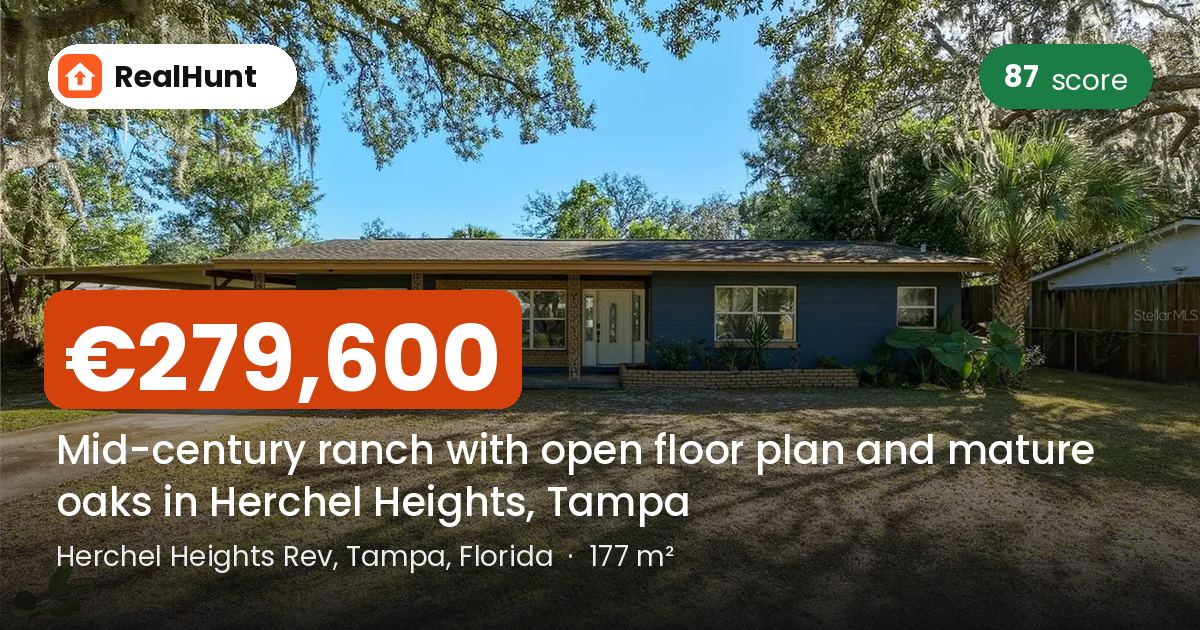 RealHunt
87 score
StellarMLS
€279,600
Mid-century ranch with open floor plan and mature
oaks in Herchel Heights, Tampa
Herchel Heights Rev, Tampa, Florida · 177 m²